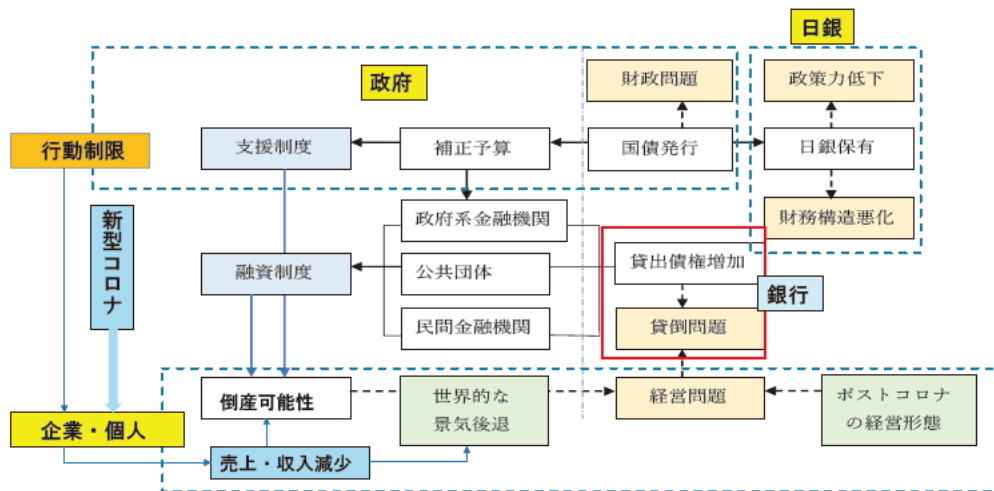 日銀
政府
財政問題
政策力低下
行動制限
支援制度
補正予算
国債発行
日銀保有
新型コロナ
政府系金融機関
財務構造悪化
融資制度
公共団体
貸出債権増加
銀行
民間金融機関
貸倒問題
倒産可能性
世界的な
景気後退
経営問題
ポストコロナ
の経営形態
企業・個人
売上・収入減少